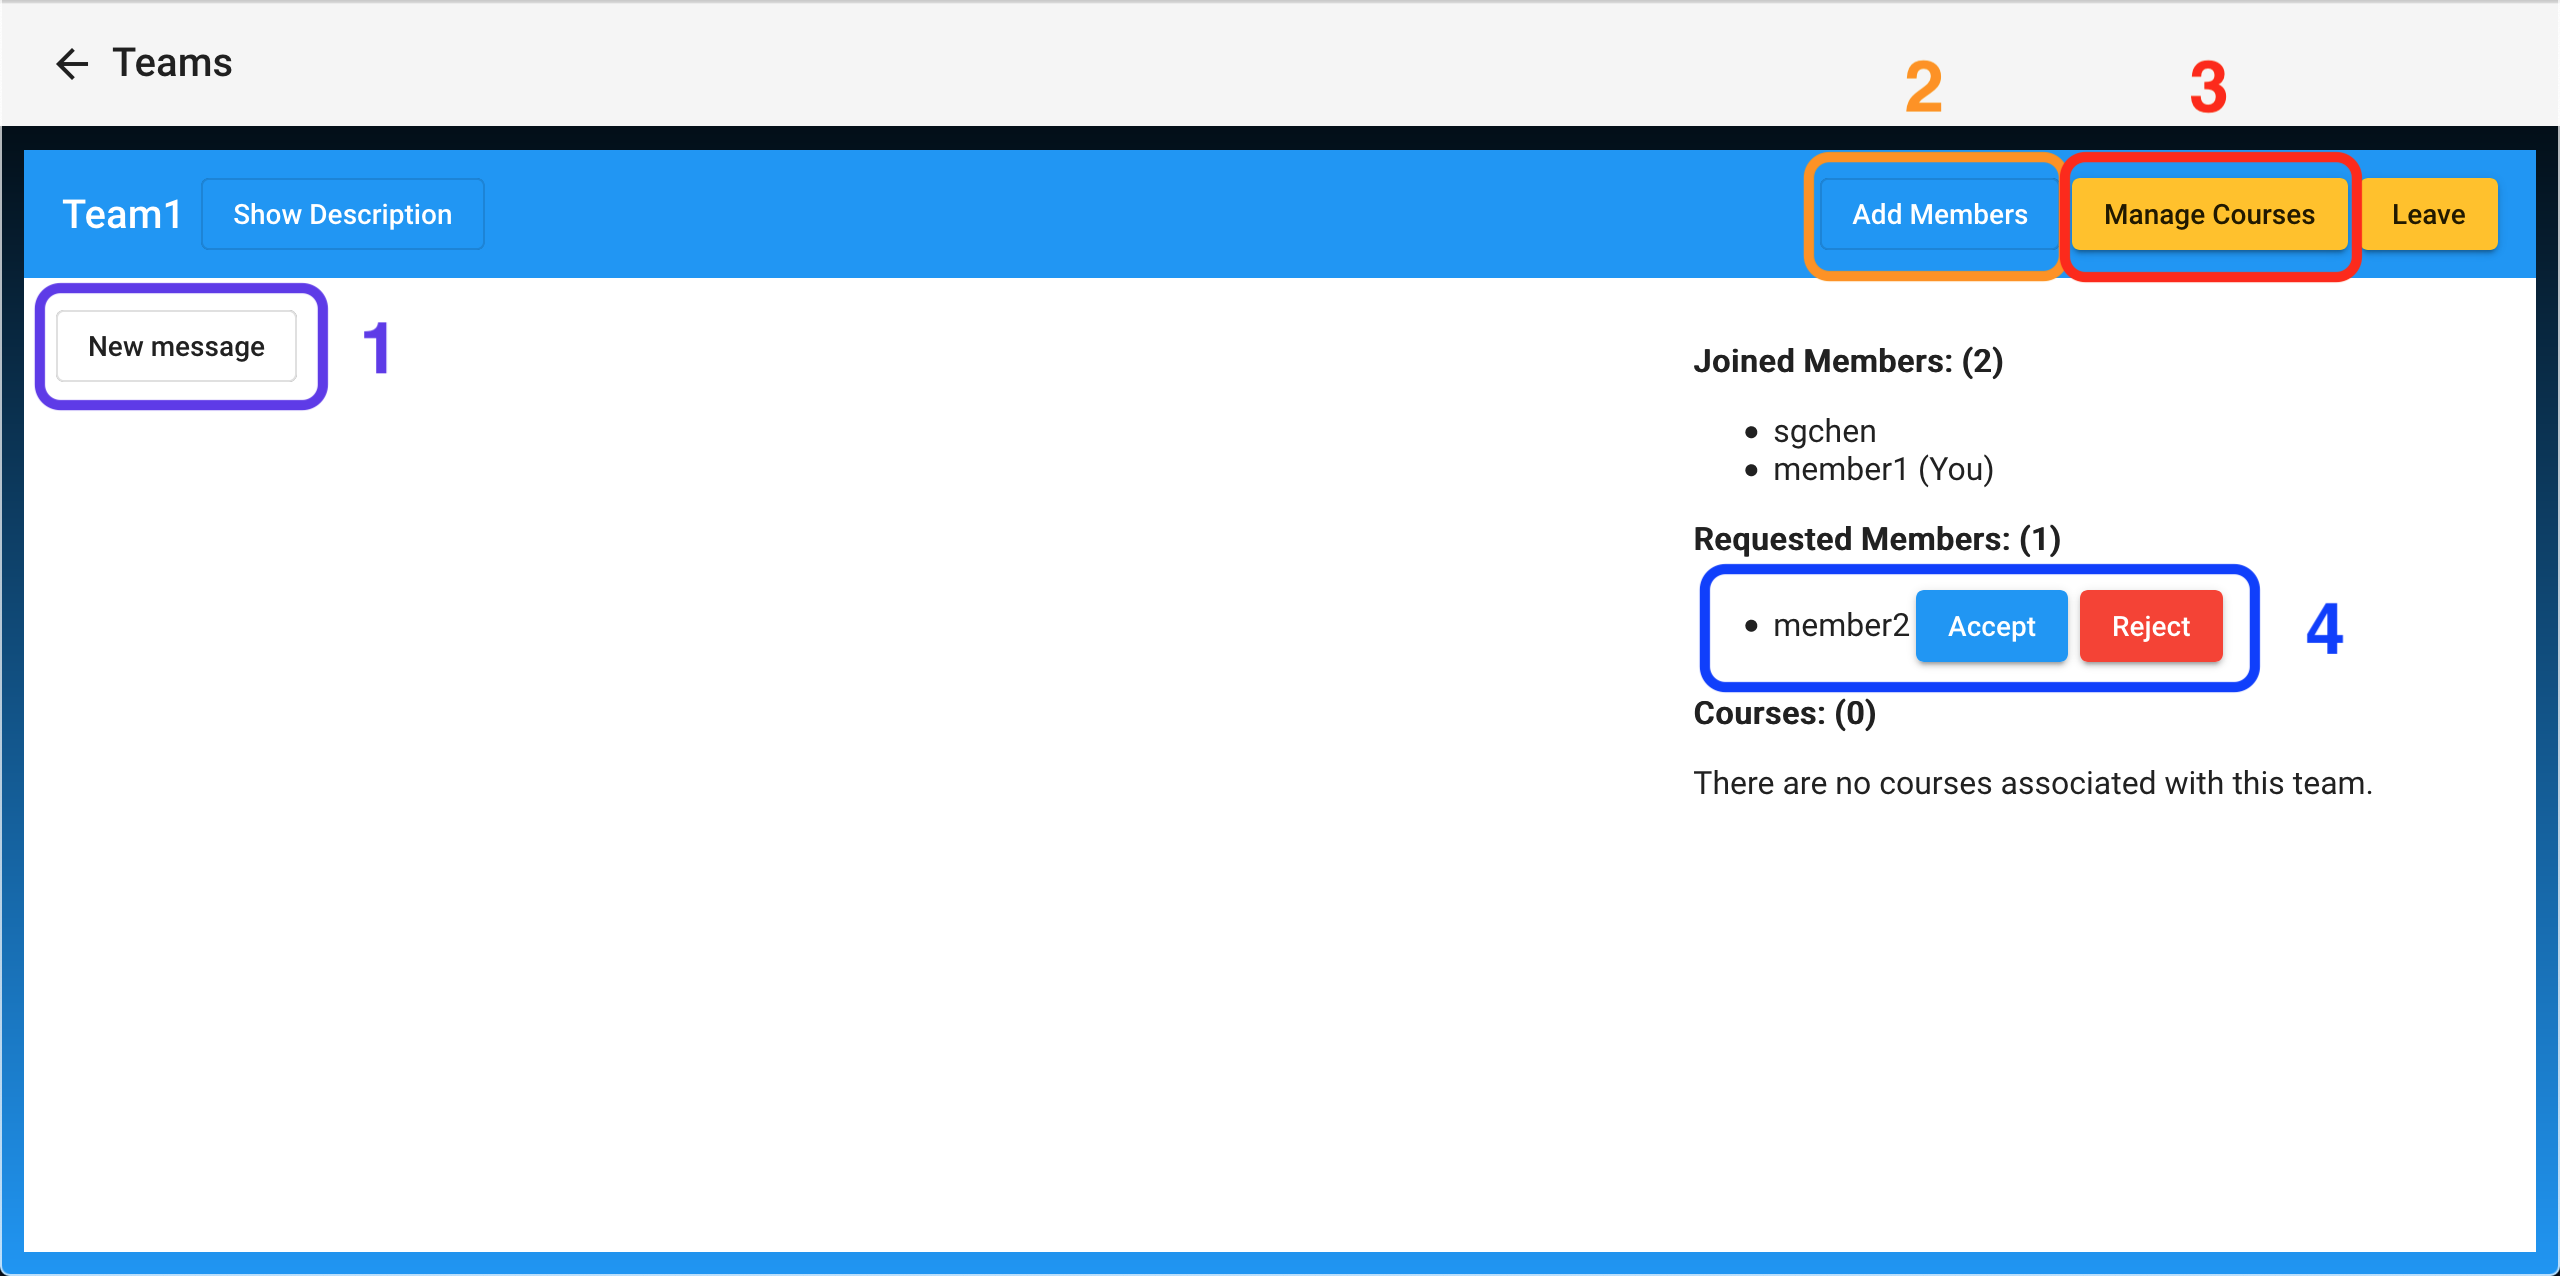 Teams
2 3
Team1 Show Description Add Members Manage Courses Leave
New message 1
Joined Members: (2)
sgchen
member1 (You)
Requested Members: (1)
member2 Accept Reject 4
Courses: (0)
There are no courses associated with this team.